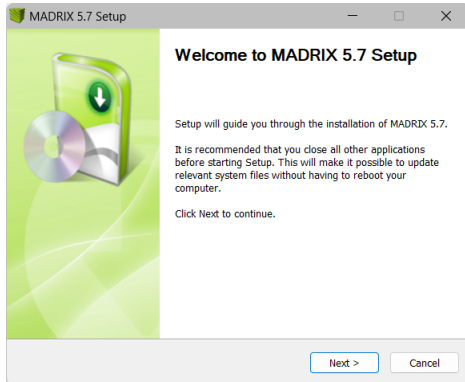 MADRIX 5.7 Setup
Welcome to MADRIX 5.7 Setup
Setup will guide you through the installation of MADRIX 5.7.
It is recommended that you close all other applications
before starting Setup. This will make it possible to update
relevant system files without having to reboot your
computer.
Click Next to continue.
Next >
Cancel